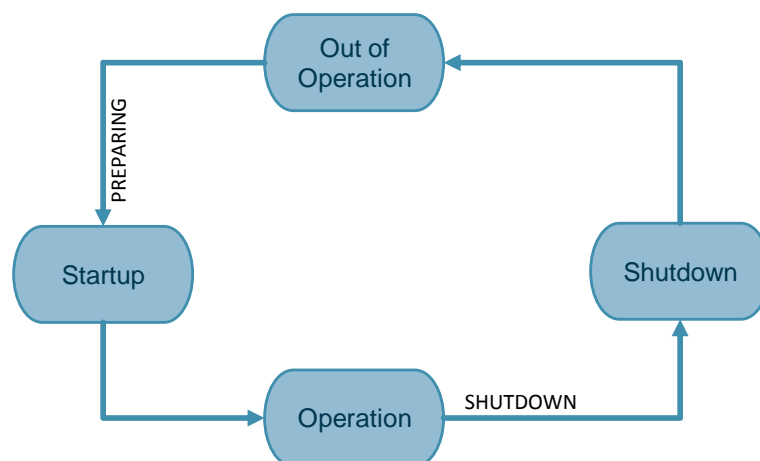 Out of
Operation
PREPARING
Startup
Shutdown
Operation
SHUTDOWN